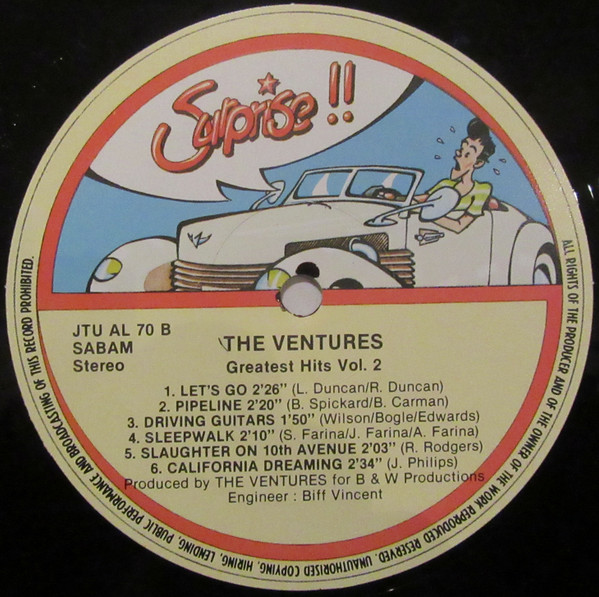 Surprise!!
JTU AL 70 B
SABAM
Stereo
THE VENTURES
Greatest Hits Vol. 2
1. LET'S GO 2'26" (L. Duncan/R. Duncan)
2. PIPELINE 2'20" (B. Spickard/B. Carman)
3. DRIVING GUITARS 1'50" (Wilson/Bogle/Edwards)
4. SLEEPWALK 2'10" (S. Farina/J. Farina/A. Farina)
5. SLAUGHTER ON 10th AVENUE 2'03" (R. Rodgers)
6. CALIFORNIA DREAMING 2'34" (J. Philips)
Produced by THE VENTURES for B & W Productions
Engineer : Biff Vincent
ALL RIGHTS OF THE PRODUCER AND OF THE OWNER OF THE WORK REPRODUCED RESERVED. UNAUTHORISED COPYING, HIRING, LENDING, PUBLIC PERFORMANCE AND BROADCASTING OF THIS RECORD PROHIBITED.